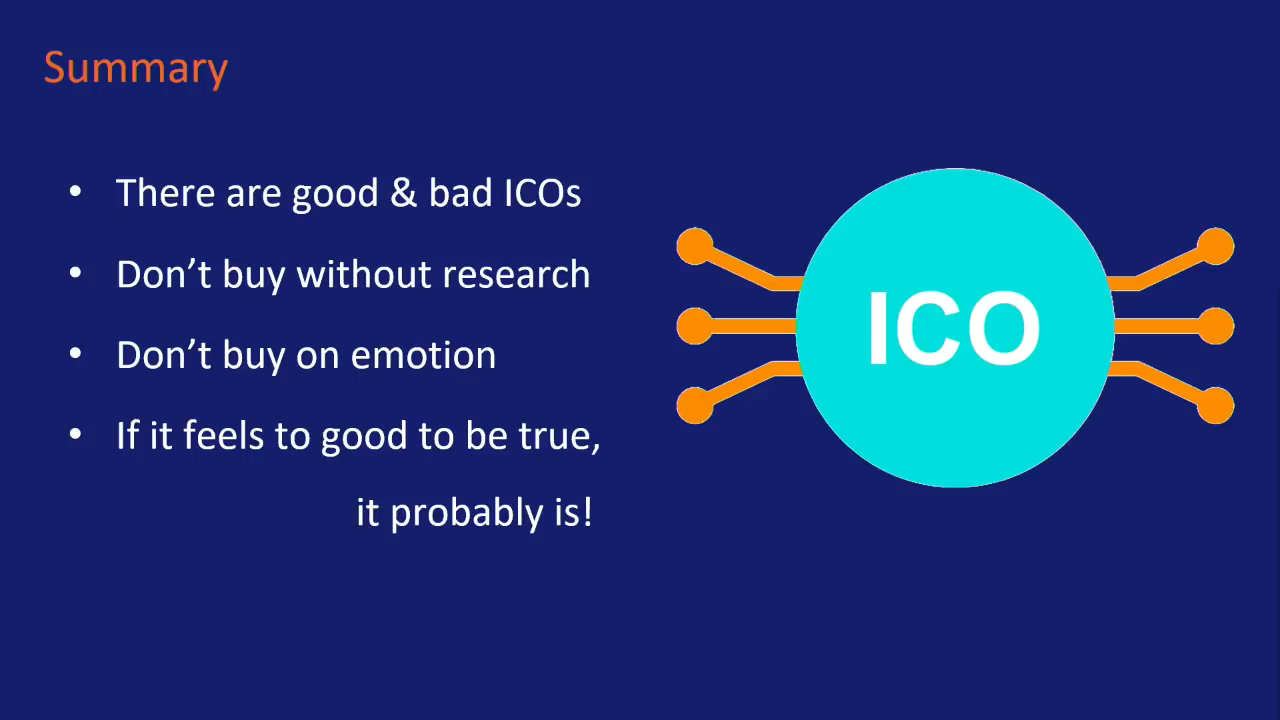 Summary
• There are good & bad ICOs
• Don’t buy without research
• Don’t buy on emotion
• If it feels to good to be true,
it probably is!
ICO